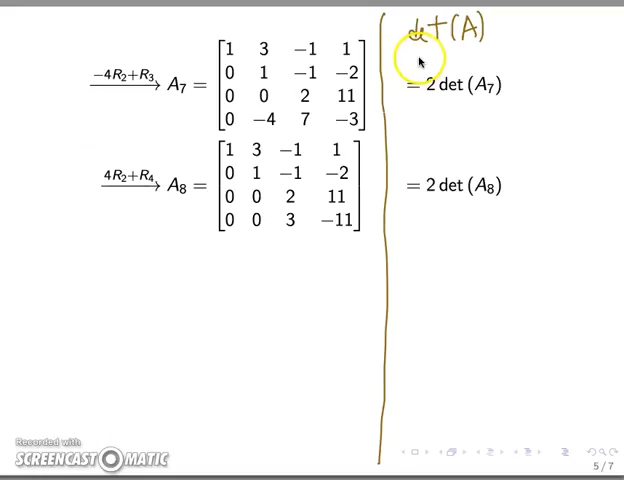 det(A)
−4R₂+R₃ → A₇ = [1 3 −1 1
0 1 −1 −2
0 0 2 11
0 −4 7 −3] = 2 det (A₇)
4R₂+R₄ → A₈ = [1 3 −1 1
0 1 −1 −2
0 0 2 11
0 0 3 −11] = 2 det (A₈)
Recorded with
SCREENCAST-O-MATIC
5 / 7